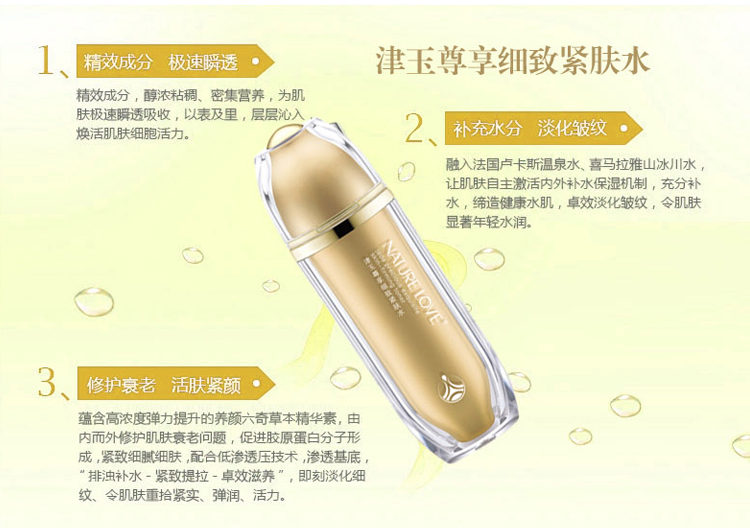 津玉尊享细致紧肤水
1、 精效成分 极速瞬透
精效成分，醇浓粘稠、密集营养，为肌
肤极速瞬透吸收，以表及里，层层沁入
焕活肌肤细胞活力。
2、 补充水分 淡化皱纹
融入法国卢卡斯温泉水、喜马拉雅山冰川水，
让肌肤自主激活内外补水保湿机制，充分补
水，缔造健康水肌，卓效淡化皱纹，令肌肤
显著年轻水润。
NATURE LOVE
3、 修护衰老 活肤紧颜
蕴含高浓度弹力提升的养颜六奇草本精华素，由
内而外修护肌肤衰老问题，促进胶原蛋白分子形
成，紧致细腻细肤，配合低渗透压技术，渗透基底，
“排浊补水－紧致提拉－卓效滋养”，即刻淡化细
纹、令肌肤重拾紧实、弹润、活力。